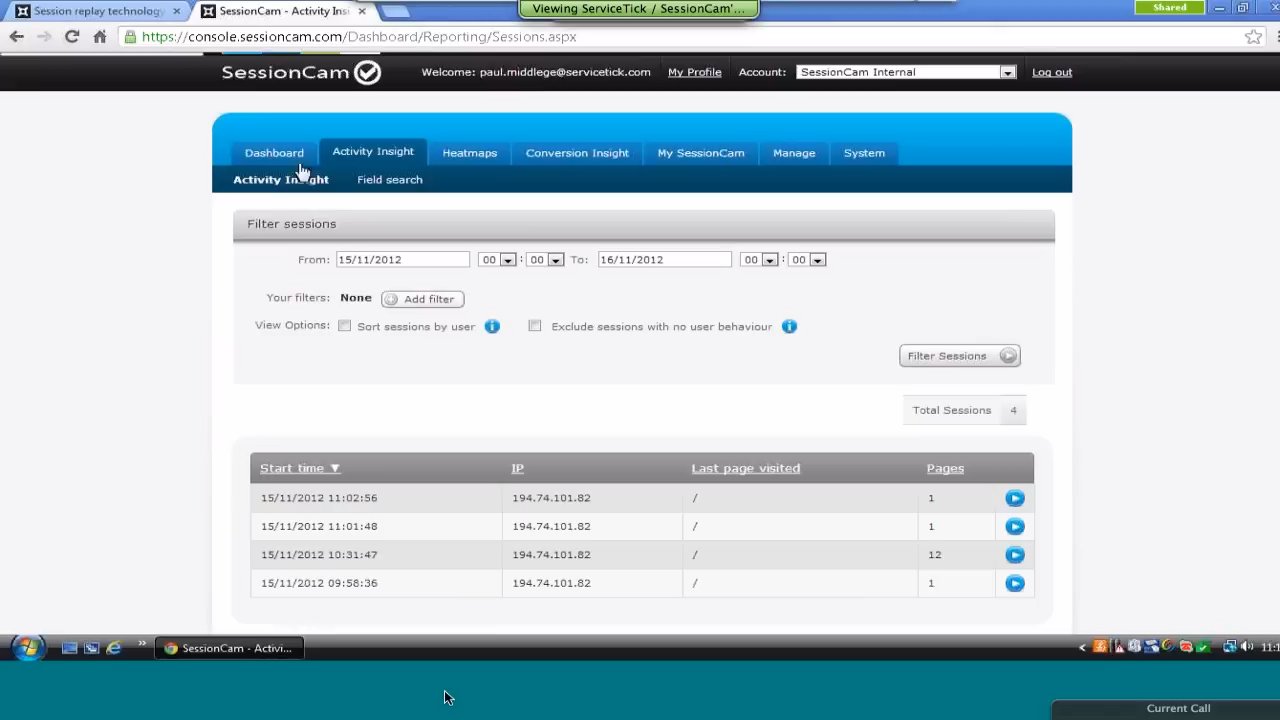 Session replay technology
SessionCam - Activity Ins
Viewing ServiceTick / SessionCam'...
Shared
https://console.sessioncam.com/Dashboard/Reporting/Sessions.aspx
SessionCam
Welcome: paul.middlege@servicetick.com
My Profile
Account:
SessionCam Internal
Log out
Dashboard
Activity Insight
Heatmaps
Conversion Insight
My SessionCam
Manage
System
Activity Insight
Field search
Filter sessions
From: 15/11/2012 00 : 00 To: 16/11/2012 00 : 00
Your filters: None Add filter
View Options: Sort sessions by user Exclude sessions with no user behaviour
Filter Sessions
Total Sessions 4
Start time ▼ IP Last page visited Pages
15/11/2012 11:02:56 194.74.101.82 / 1
15/11/2012 11:01:48 194.74.101.82 / 1
15/11/2012 10:31:47 194.74.101.82 / 12
15/11/2012 09:58:36 194.74.101.82 / 1
SessionCam - Activi...
11:1
Current Call